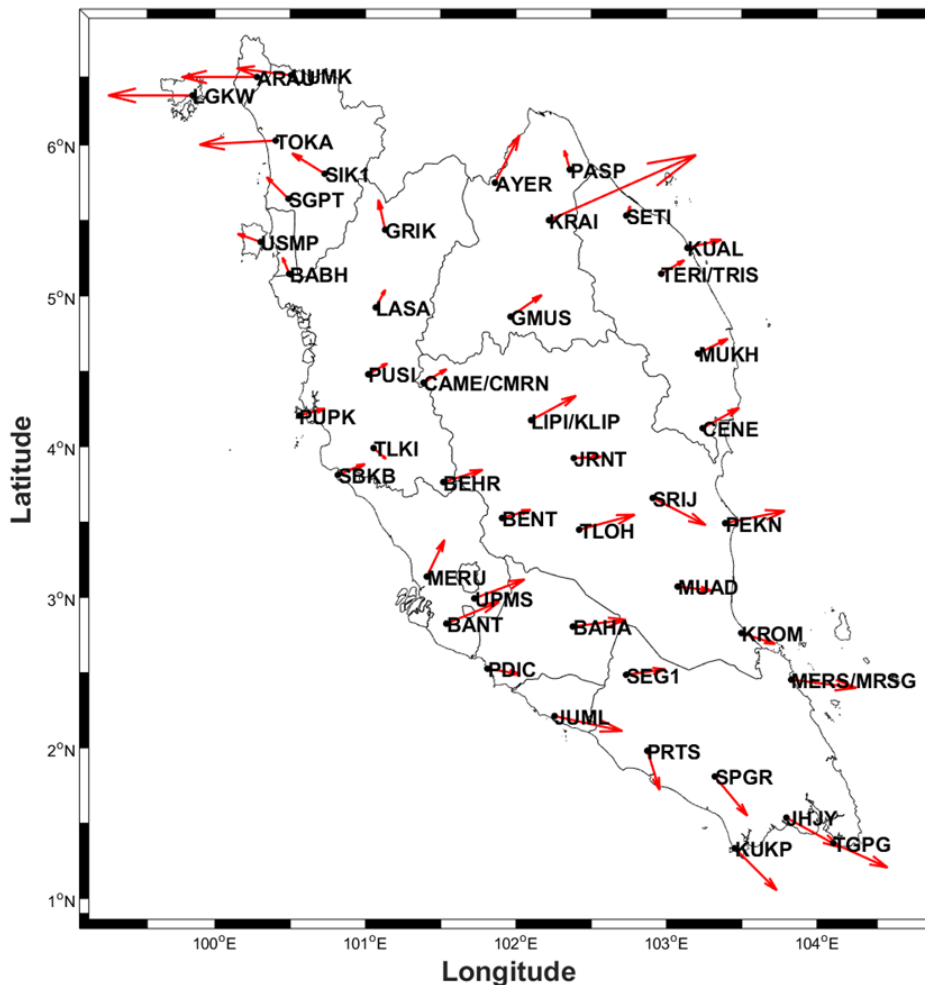 UUMK
ARAU
LGKW
6°N
TOKA
PASP
SIK1
AYER
SGPT
KRAI
SETI
GRIK
USMP
KUAL
BABH
TERI/TRIS
5°N
LASA
GMUS
MUKH
PUSI
CAME/CMRN
PUPK
LIPI/KLIP
CENE
4°N
TLKI
JRNT
SBKB
BEHR
SRIJ
BENT
PEKN
TLOH
MERU
MUAD
3°N
UPMS
BANT
BAHA
KROM
PDIC
SEG1
MERS/MRSG
JUML
2°N
PRTS
SPGR
JHJY
TGPG
KUKP
1°N
Latitude
100°E
101°E
102°E
103°E
104°E
Longitude